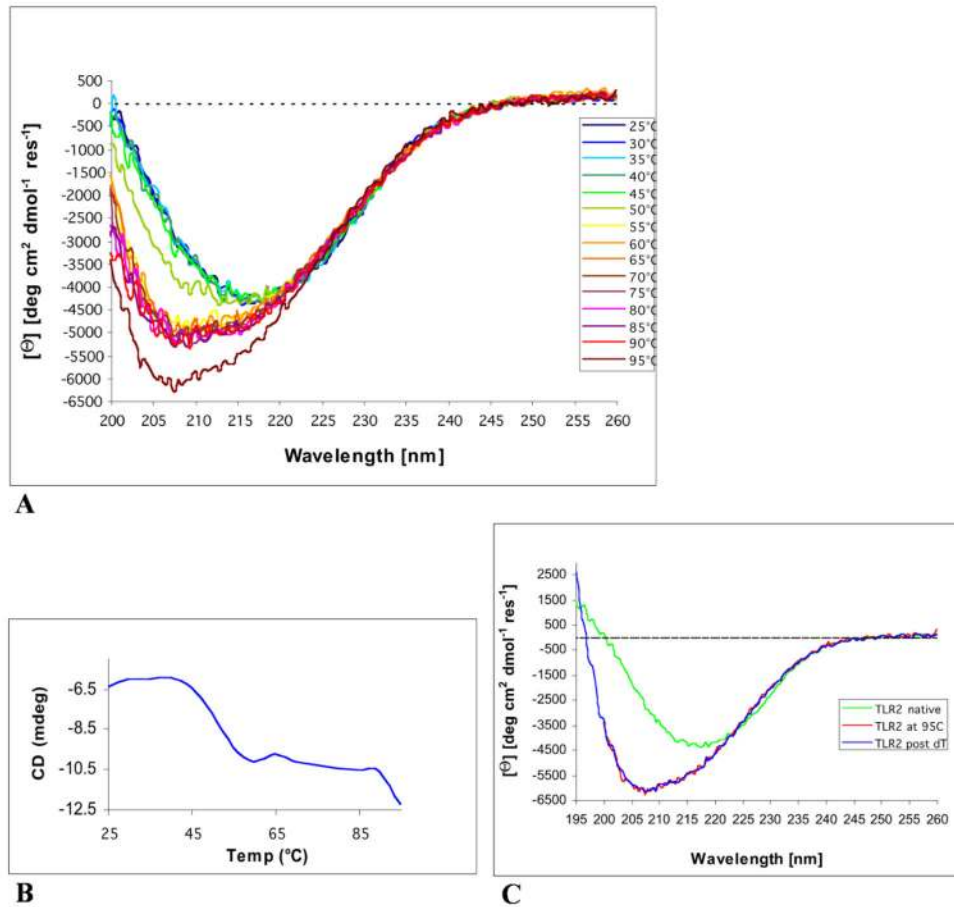 500
0
-500
-1000
-1500
-2000
-2500
-3000
-3500
-4000
-4500
-5000
-5500
-6000
-6500
[Θ] [deg cm² dmol⁻¹ res⁻¹]
200 205 210 215 220 225 230 235 240 245 250 255 260
Wavelength [nm]
25°C
30°C
35°C
40°C
45°C
50°C
55°C
60°C
65°C
70°C
75°C
80°C
85°C
90°C
95°C
A
-6.5
-8.5
-10.5
-12.5
CD (mdeg)
25 45 65 85
Temp (°C)
B
2500
1500
500
-500
-1500
-2500
-3500
-4500
-5500
-6500
[Θ] [deg cm² dmol⁻¹ res⁻¹]
195 200 205 210 215 220 225 230 235 240 245 250 255 260
Wavelength [nm]
TLR2 native
TLR2 at 95C
TLR2 post dT
C